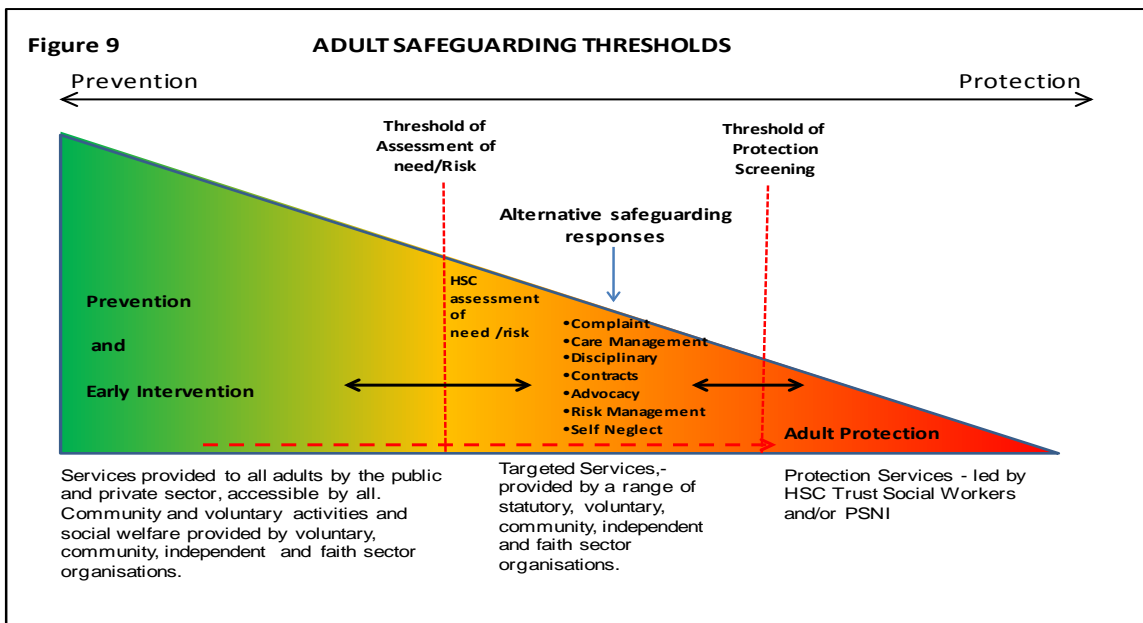 Figure 9
ADULT SAFEGUARDING THRESHOLDS
Prevention
Protection
Threshold of
Assessment of
need/Risk
Threshold of
Protection
Screening
Alternative safeguarding
responses
HSC
assessment
of
need /risk
Prevention
and
Early Intervention
•Complaint
•Care Management
•Disciplinary
•Contracts
•Advocacy
•Risk Management
•Self Neglect
Adult Protection
Services provided to all adults by the public
and private sector, accessible by all.
Community and voluntary activities and
social welfare provided by voluntary,
community, independent and faith sector
organisations.
Targeted Services,-
provided by a range of
statutory, voluntary,
community, independent
and faith sector
organisations.
Protection Services - led by
HSC Trust Social Workers
and/or PSNI